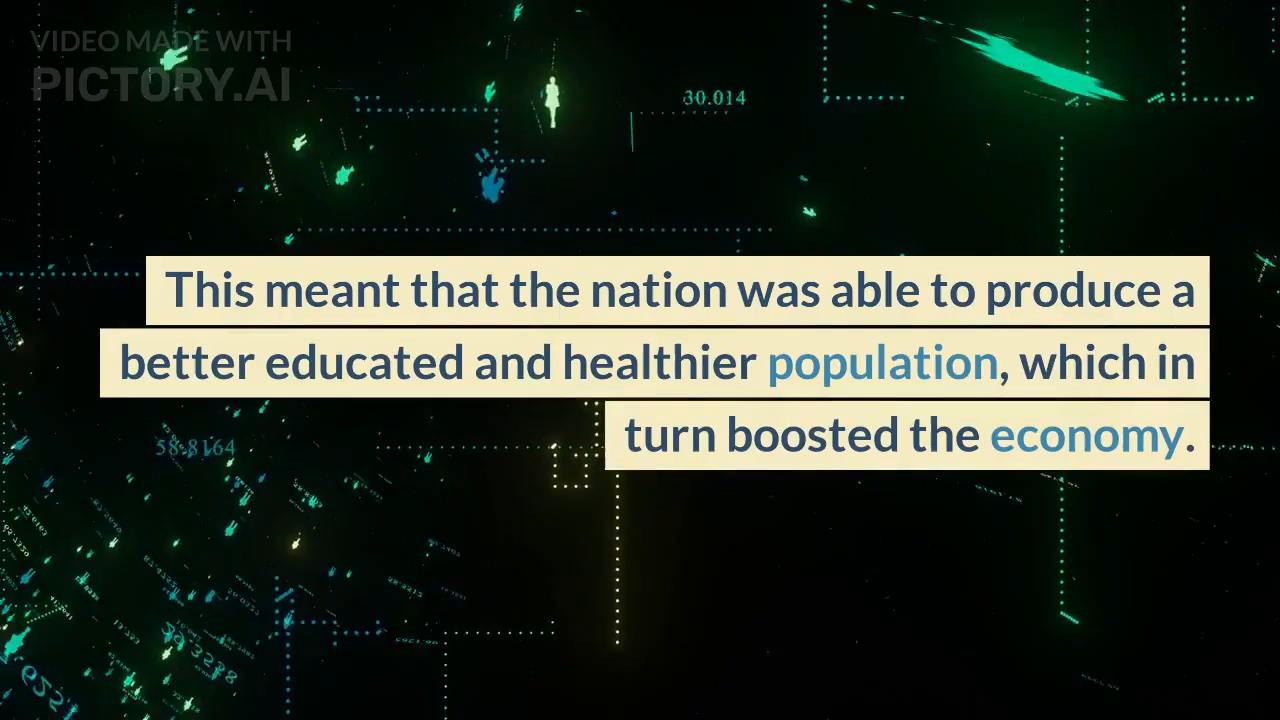 VIDEO MADE WITH
PICTORY.AI
30.014
This meant that the nation was able to produce a
better educated and healthier population, which in
turn boosted the economy.
58.8164